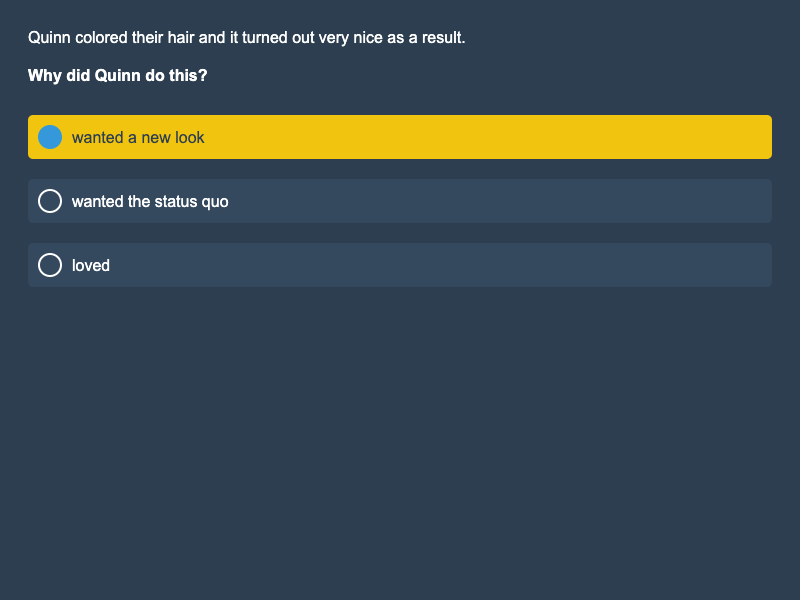 Quinn colored their hair and it turned out very nice as a result.
Why did Quinn do this?
wanted a new look
wanted the status quo
loved